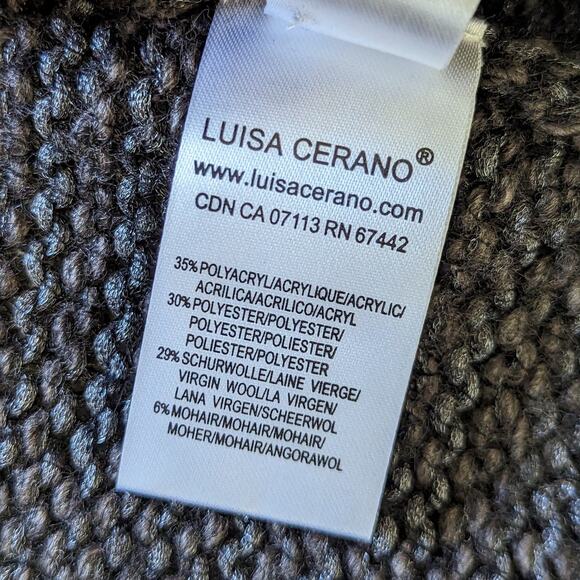 LUISA CERANO®
www.luisacerano.com
CDN CA 07113 RN 67442
35% POLYACRYL/ACRYLIQUE/ACRYLIC/
ACRILICA/ACRILICO/ACRYL
30% POLYESTER/POLYESTER/
POLYESTER/POLIESTER/
POLIESTER/POLYESTER
29% SCHURWOLLE/LAINE VIERGE/
VIRGIN WOOL/LA VIRGEN/
LANA VIRGEN/SCHEERWOL
6% MOHAIR/MOHAIR/MOHAIR/
MOHER/MOHAIR/ANGORAWOL